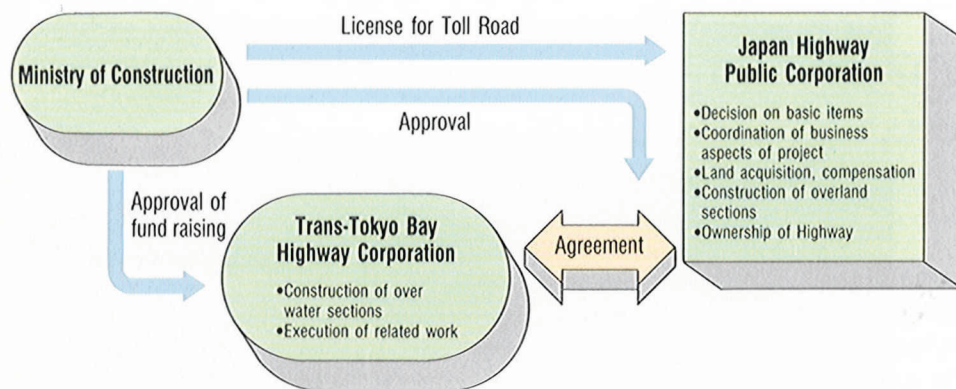 License for Toll Road
Ministry of Construction
Approval
Japan Highway
Public Corporation
•Decision on basic items
•Coordination of business
aspects of project
•Land acquisition, compensation
•Construction of overland
sections
•Ownership of Highway
Approval of
fund raising
Trans-Tokyo Bay
Highway Corporation
•Construction of over
water sections
•Execution of related work
Agreement